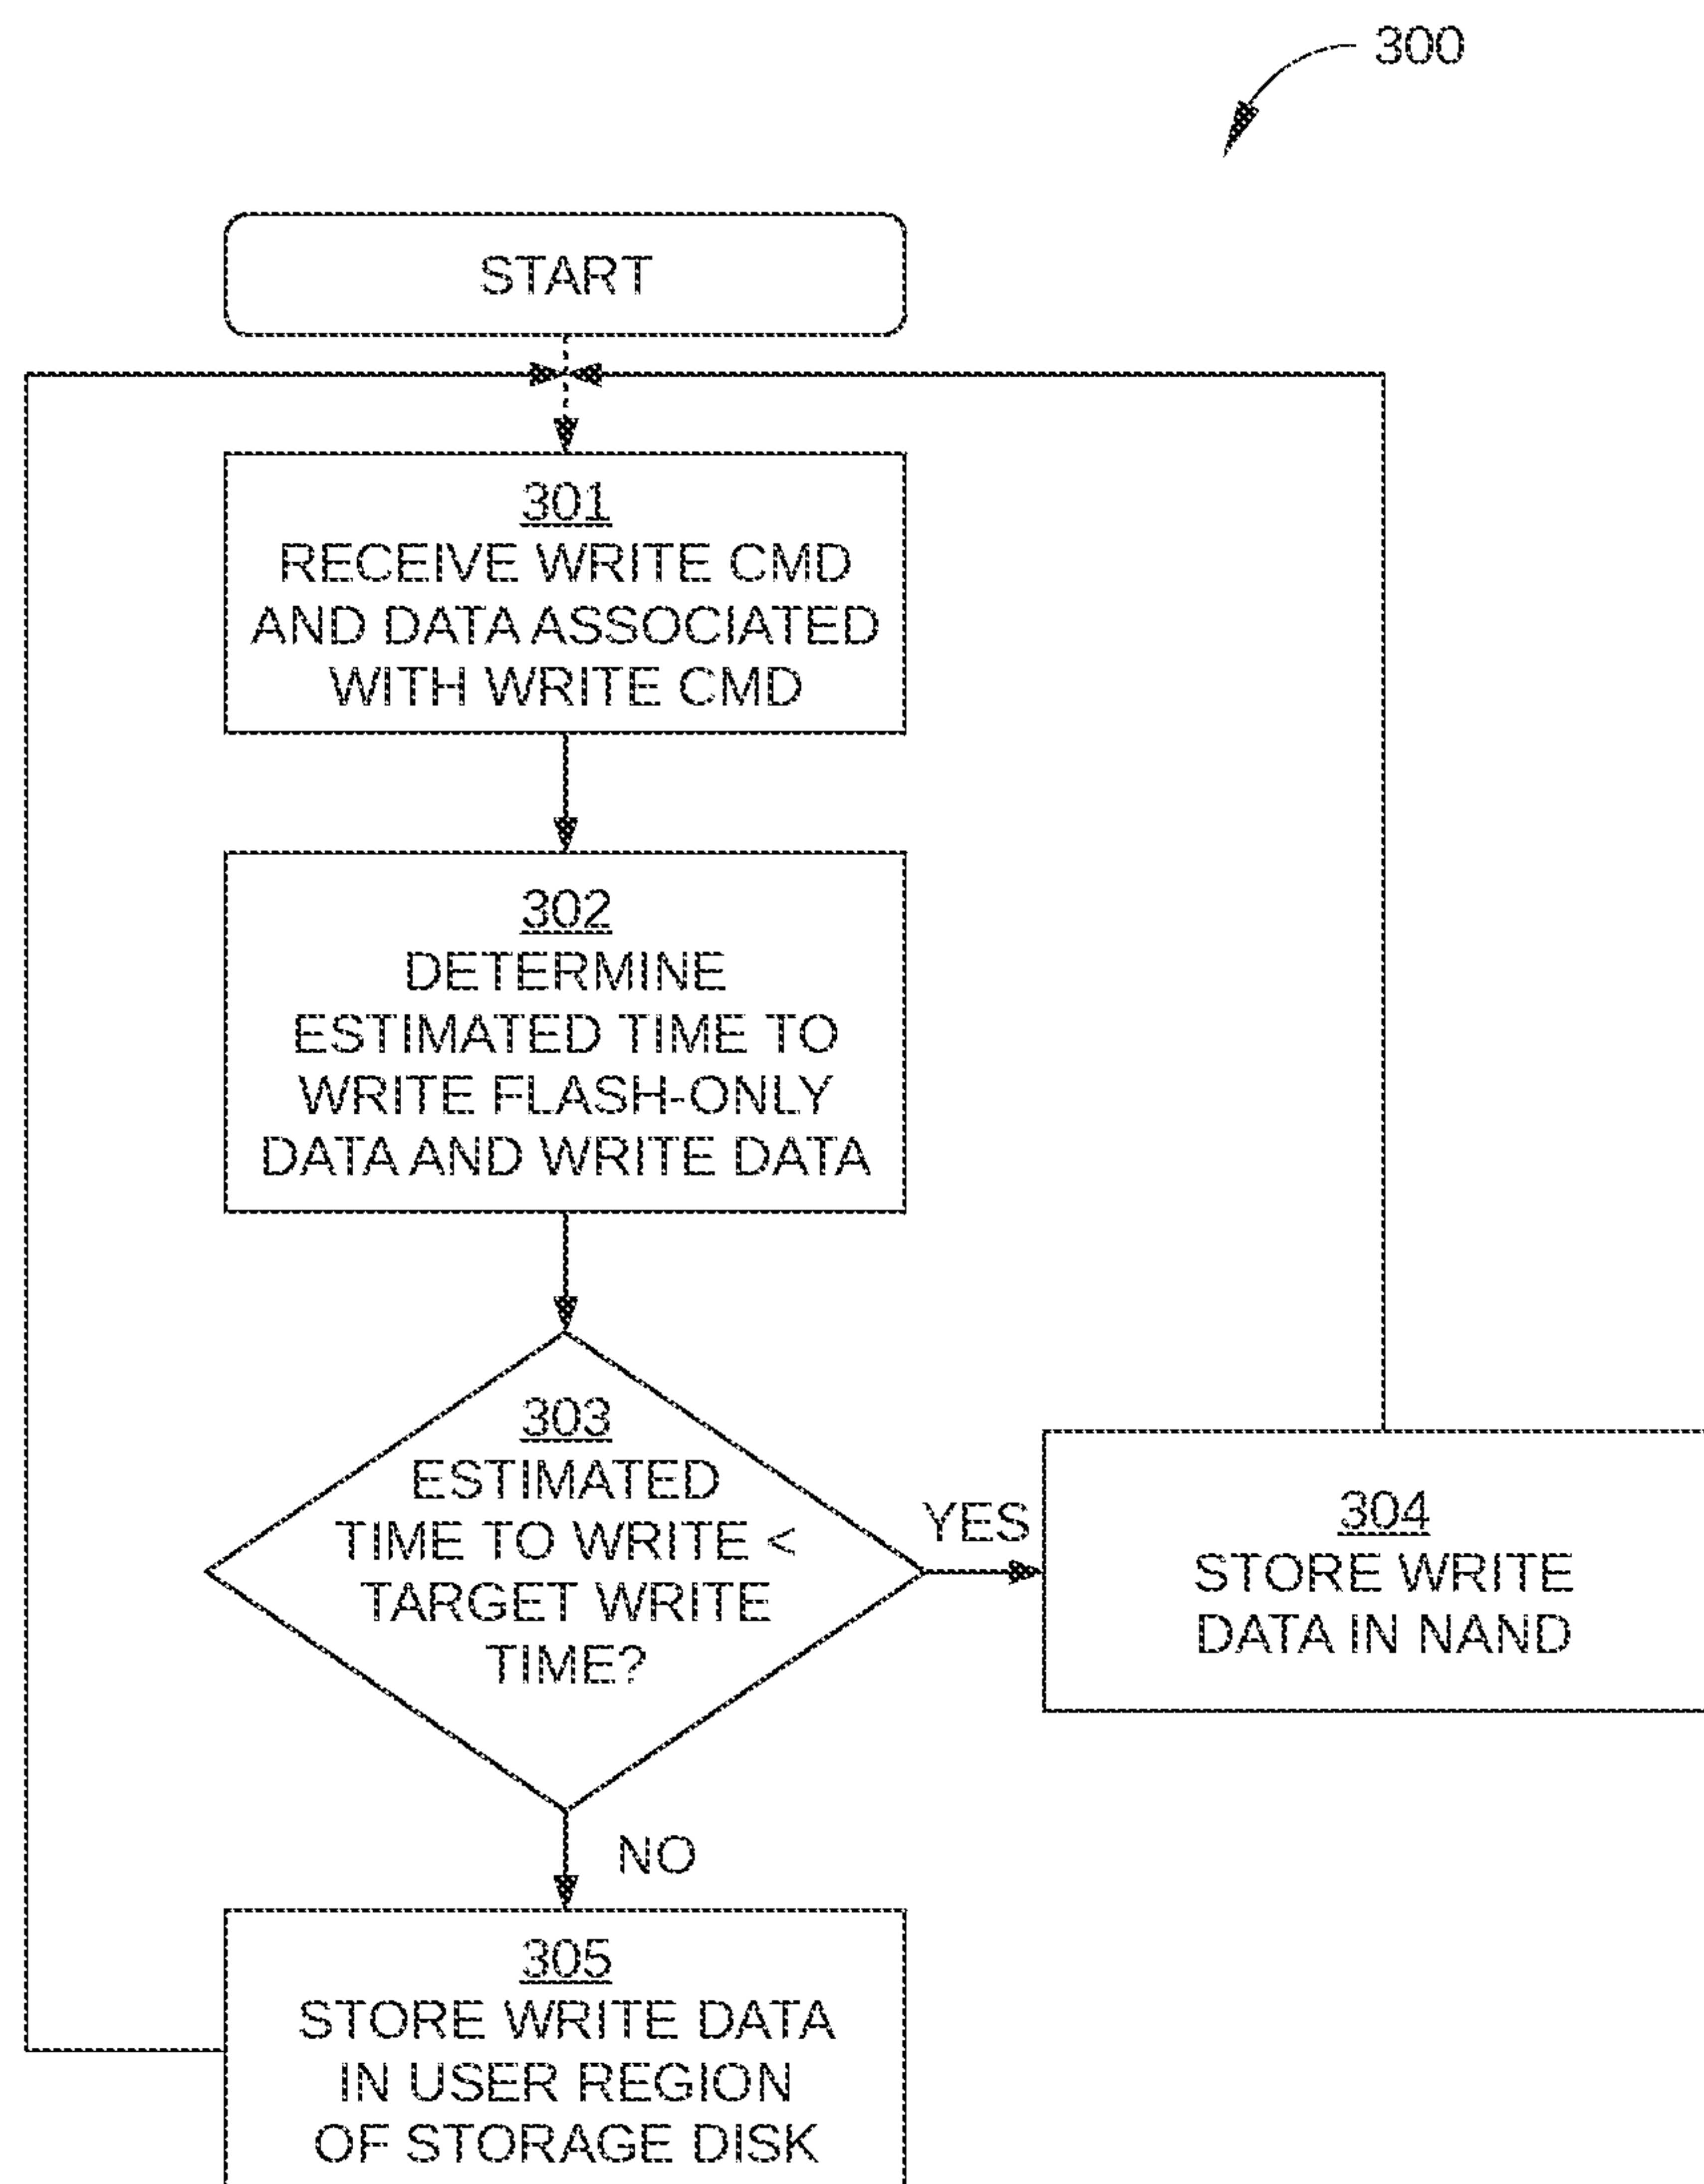 300
START
301
RECEIVE WRITE CMD
AND DATA ASSOCIATED
WITH WRITE CMD
302
DETERMINE
ESTIMATED TIME TO
WRITE FLASH-ONLY
DATA AND WRITE DATA
303
ESTIMATED
TIME TO WRITE <
TARGET WRITE
TIME?
YES
304
STORE WRITE
DATA IN NAND
NO
305
STORE WRITE DATA
IN USER REGION
OF STORAGE DISK